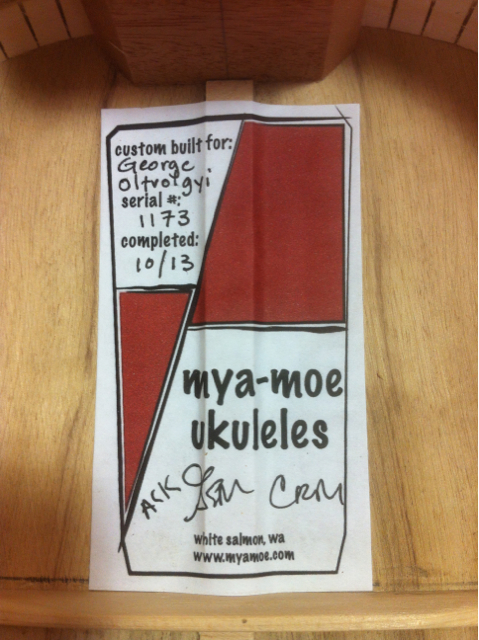 custom built for:
George
Oltvolgyi
serial #:
1173
completed:
10/13
mya-moe
ukuleles
ACK GBM CRM
White Salmon, WA
www.myamoe.com